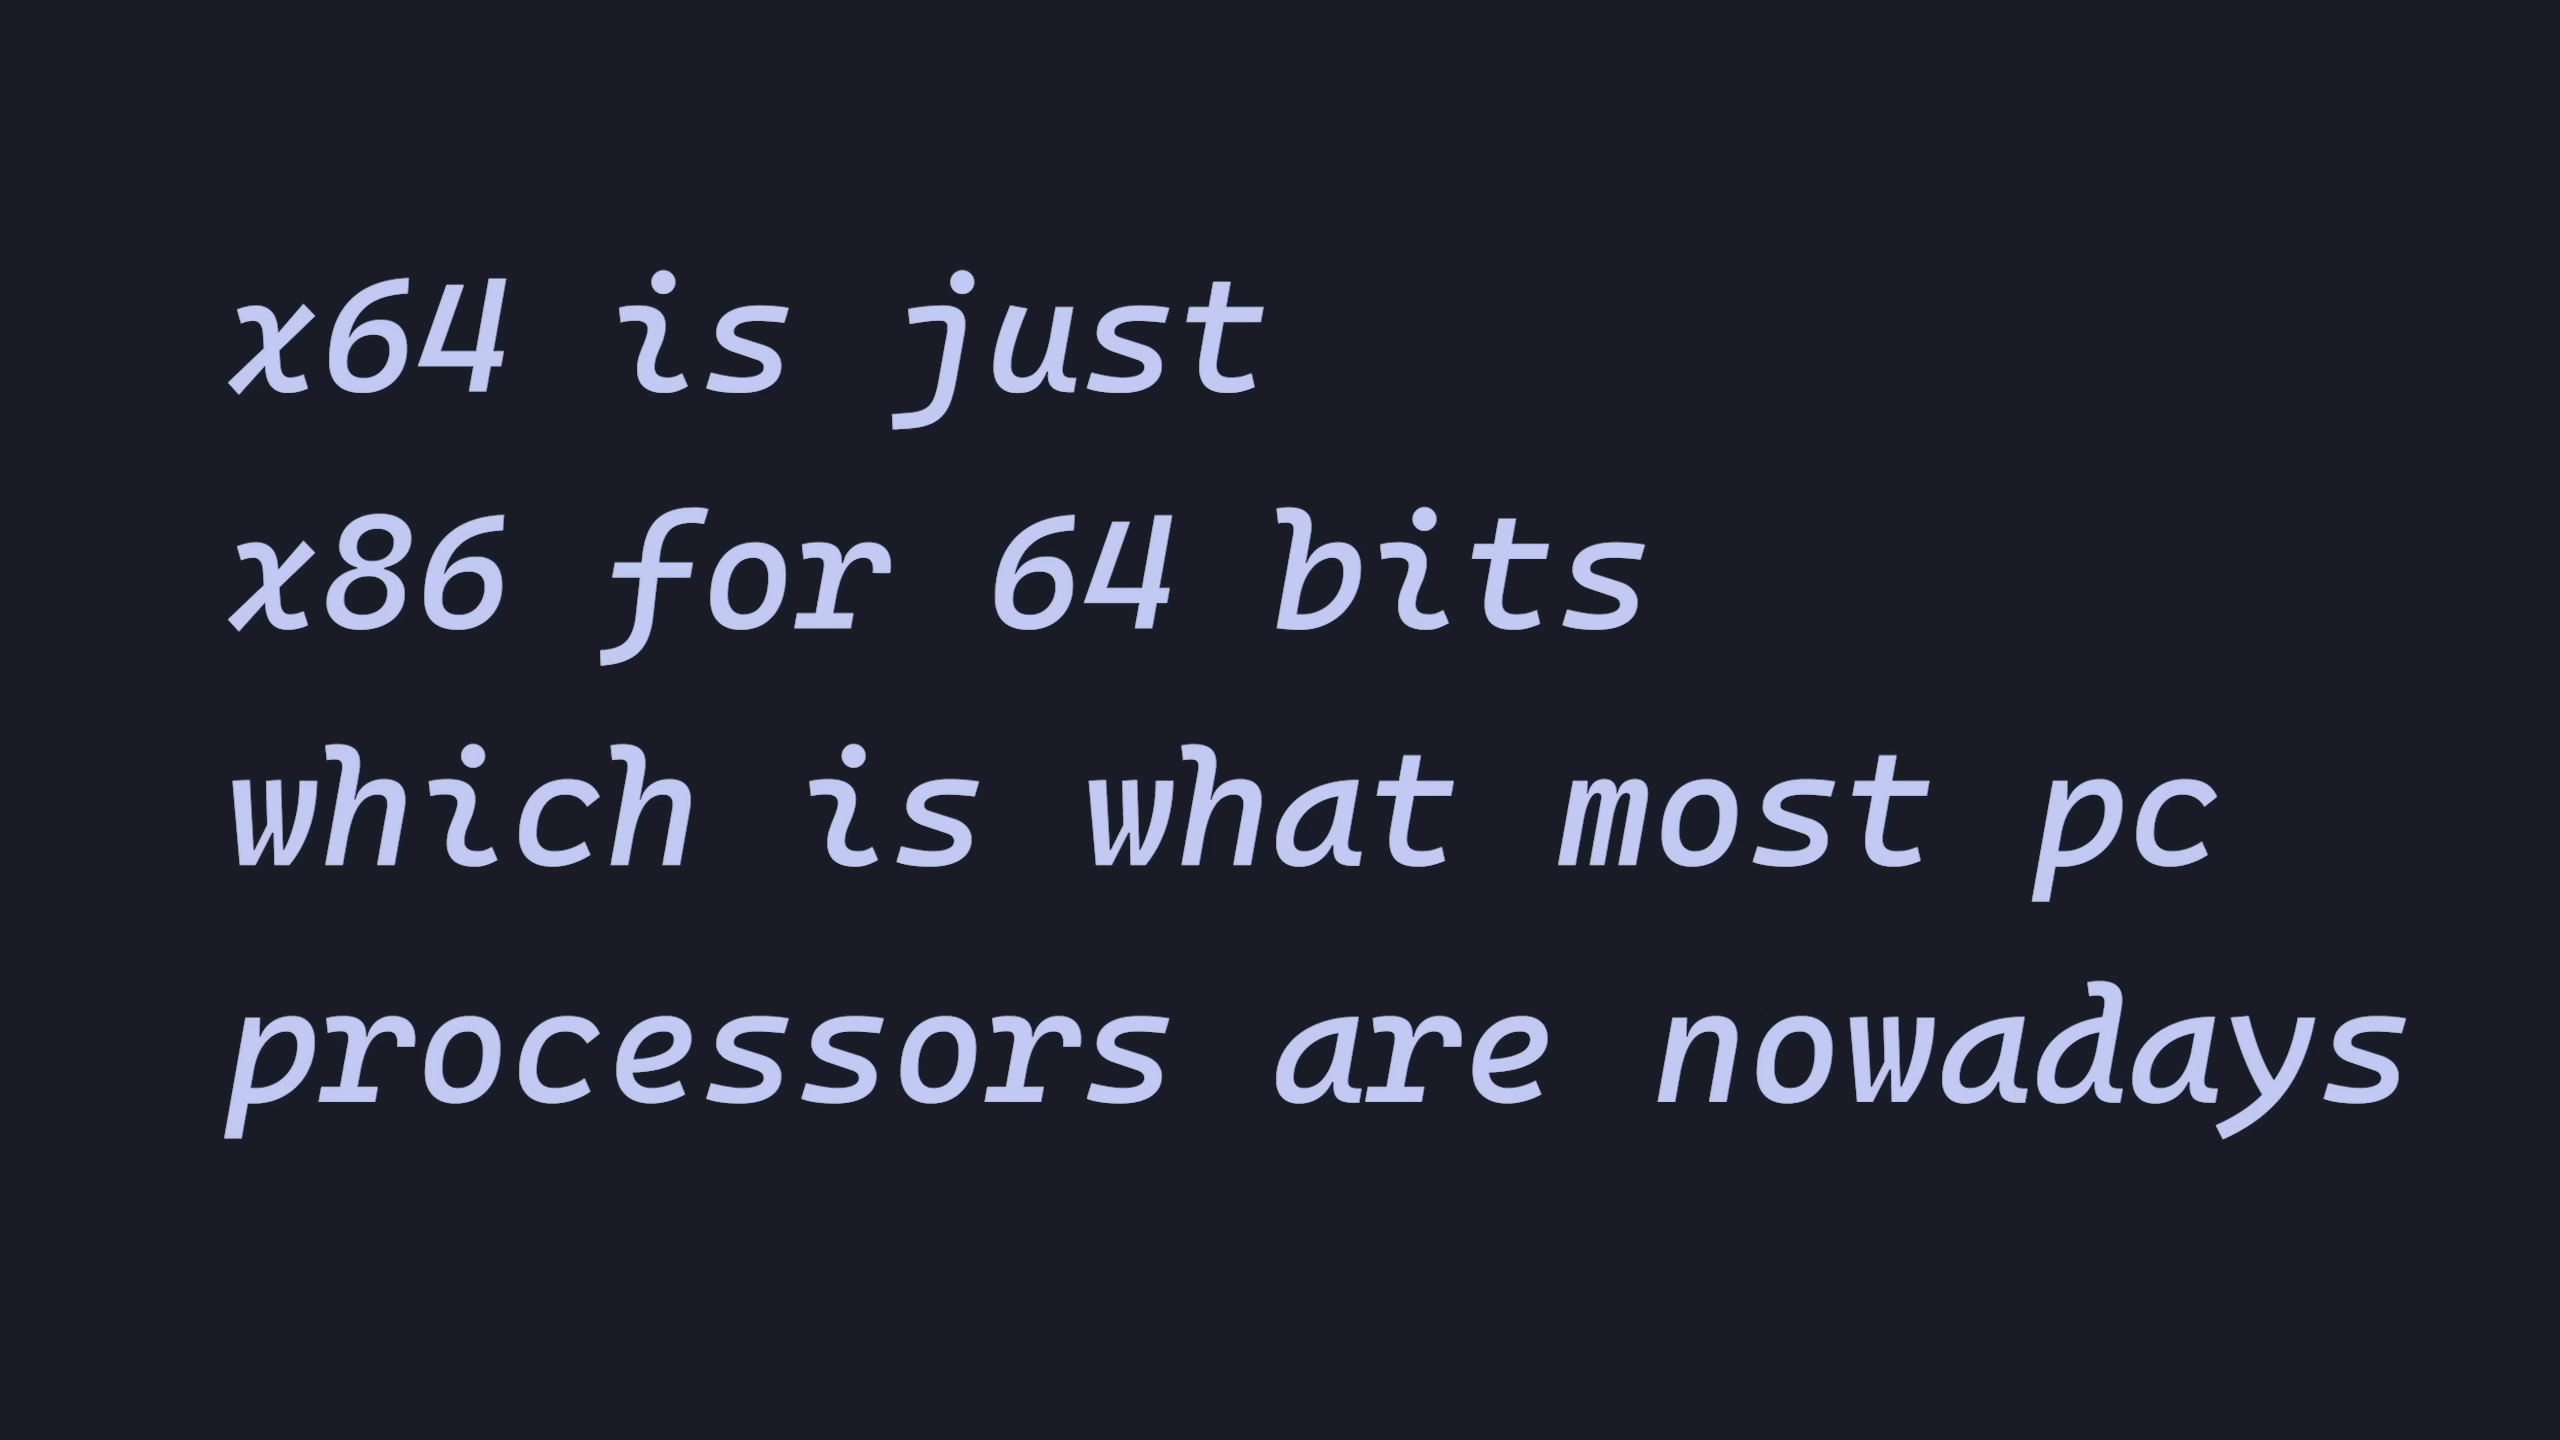 x64 is just
x86 for 64 bits
which is what most pc
processors are nowadays